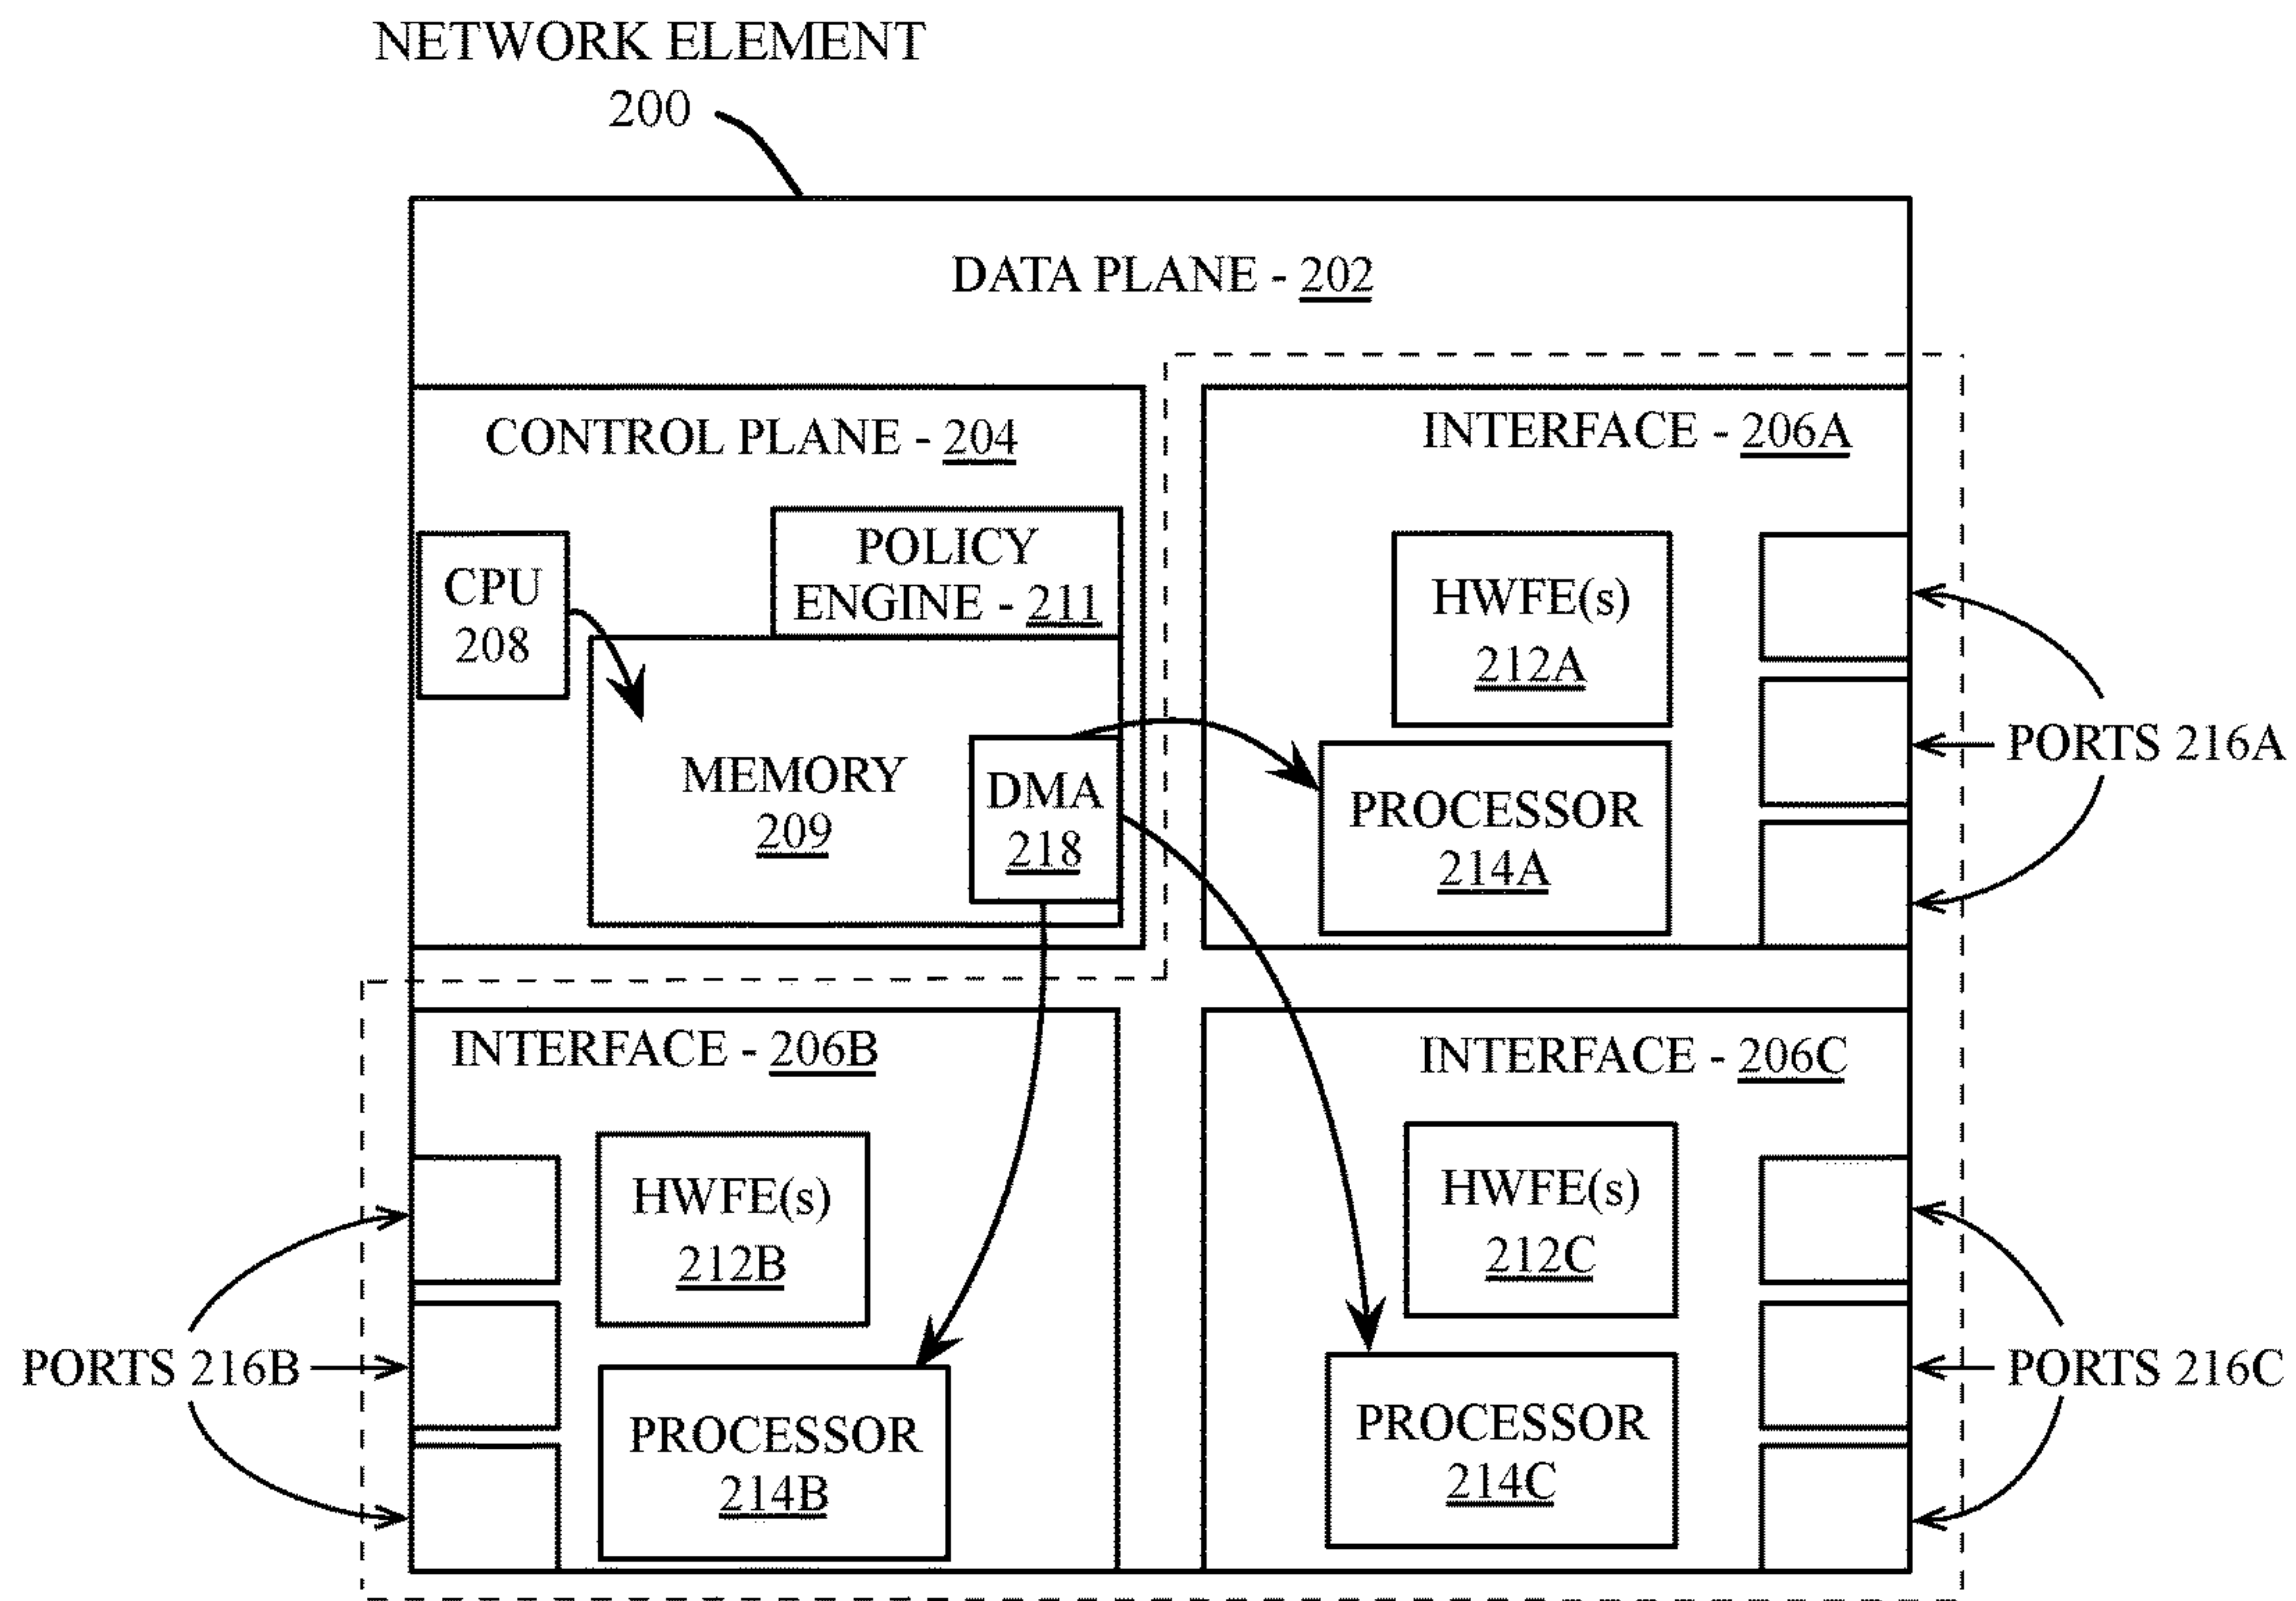 NETWORK ELEMENT
200
DATA PLANE - 202
CONTROL PLANE - 204
CPU
208
POLICY
ENGINE - 211
MEMORY
209
DMA
218
INTERFACE - 206A
HWFE(s)
212A
PROCESSOR
214A
PORTS 216A
INTERFACE - 206B
HWFE(s)
212B
PROCESSOR
214B
PORTS 216B
INTERFACE - 206C
HWFE(s)
212C
PROCESSOR
214C
PORTS 216C